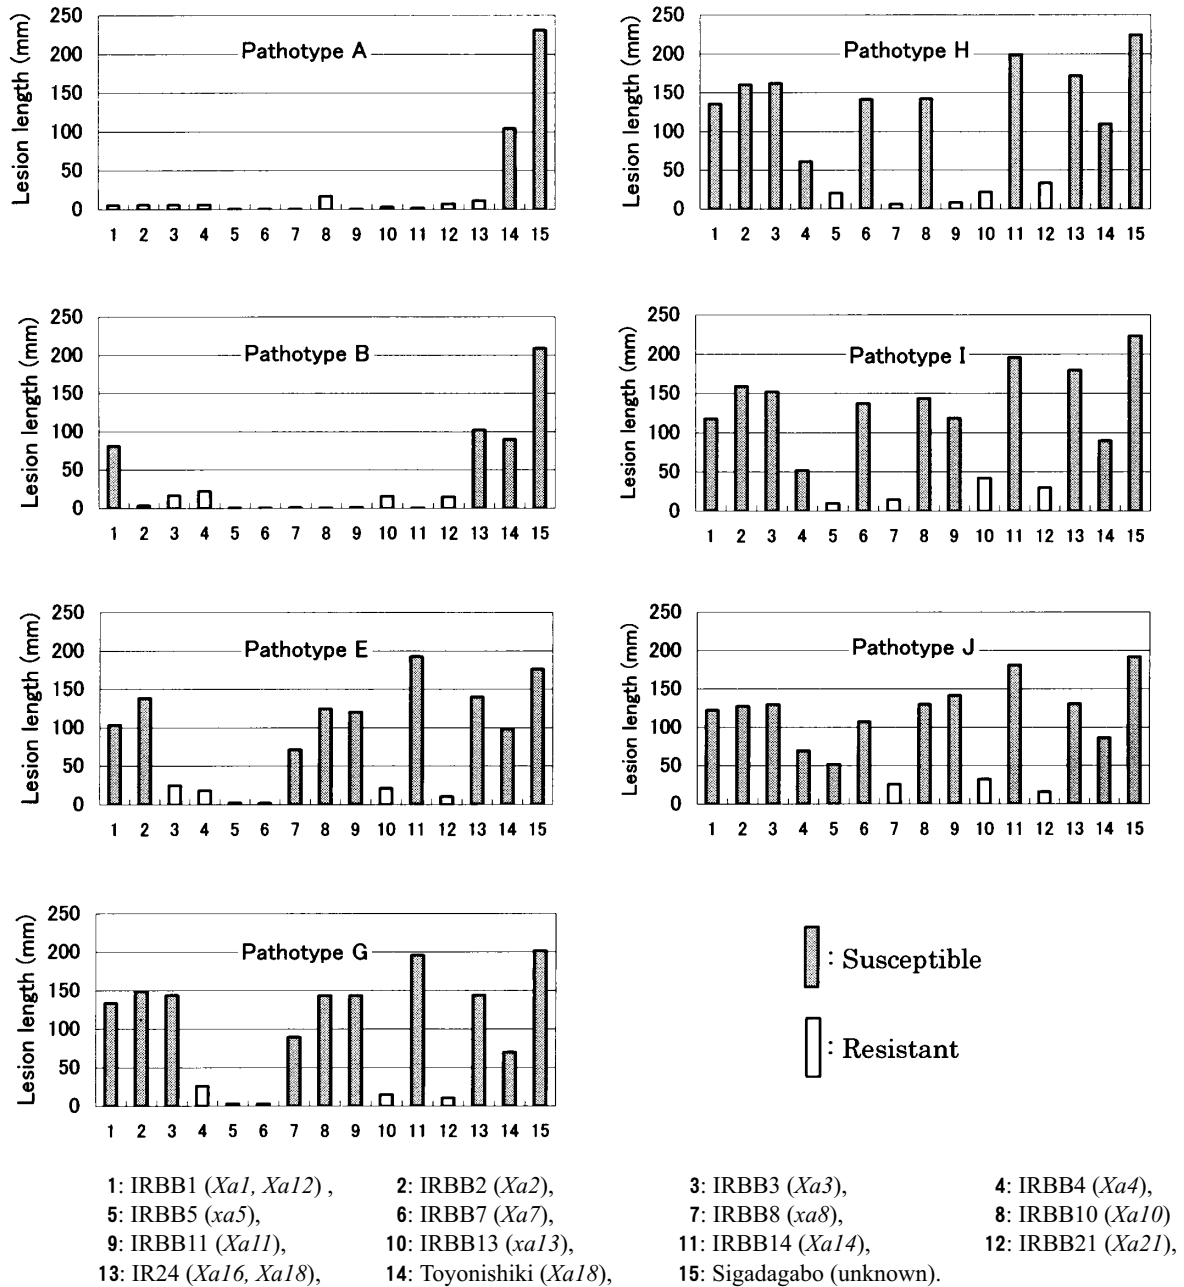 Lesion length (mm)
250
200
150
100
50
0
Pathotype A
1 2 3 4 5 6 7 8 9 10 11 12 13 14 15
Lesion length (mm)
250
200
150
100
50
0
Pathotype H
1 2 3 4 5 6 7 8 9 10 11 12 13 14 15
Lesion length (mm)
250
200
150
100
50
0
Pathotype B
1 2 3 4 5 6 7 8 9 10 11 12 13 14 15
Lesion length (mm)
250
200
150
100
50
0
Pathotype I
1 2 3 4 5 6 7 8 9 10 11 12 13 14 15
Lesion length (mm)
250
200
150
100
50
0
Pathotype E
1 2 3 4 5 6 7 8 9 10 11 12 13 14 15
Lesion length (mm)
250
200
150
100
50
0
Pathotype J
1 2 3 4 5 6 7 8 9 10 11 12 13 14 15
Lesion length (mm)
250
200
150
100
50
0
Pathotype G
1 2 3 4 5 6 7 8 9 10 11 12 13 14 15
: Susceptible
: Resistant
1: IRBB1 (Xa1, Xa12) , 2: IRBB2 (Xa2), 3: IRBB3 (Xa3), 4: IRBB4 (Xa4),
5: IRBB5 (xa5), 6: IRBB7 (Xa7), 7: IRBB8 (xa8), 8: IRBB10 (Xa10)
9: IRBB11 (Xa11), 10: IRBB13 (xa13), 11: IRBB14 (Xa14), 12: IRBB21 (Xa21),
13: IR24 (Xa16, Xa18), 14: Toyonishiki (Xa18), 15: Sigadagabo (unknown).